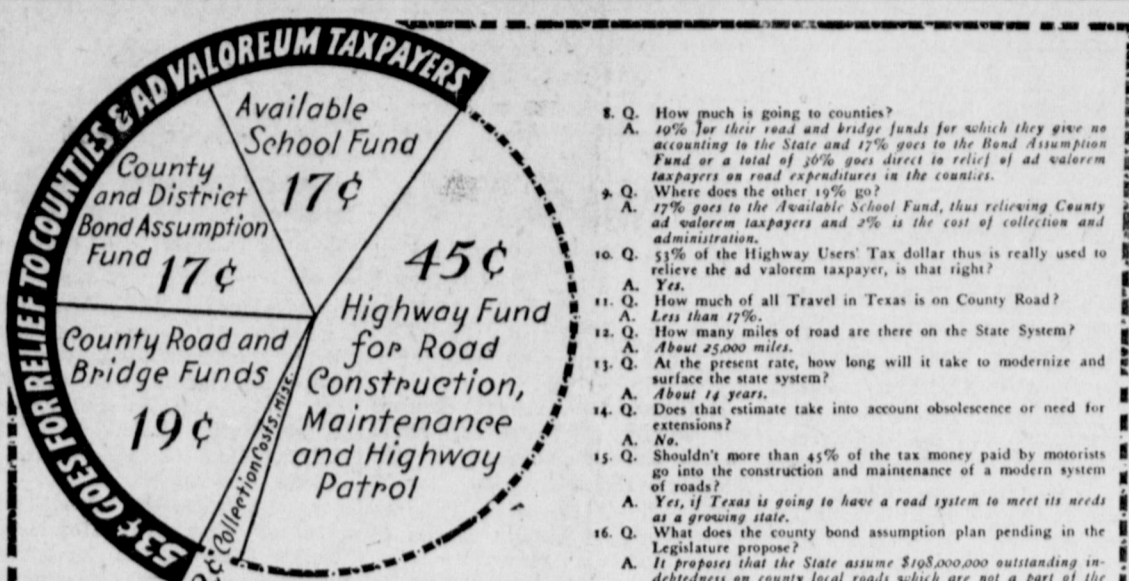 53¢ GOES FOR RELIEF TO COUNTIES & AD VALOREUM TAXPAYERS
Available
School Fund
17¢
County
and District
Bond Assumption
Fund
17¢
County Road and
Bridge Funds
19¢
2¢ Collection Costs, Misc.
45¢
Highway Fund
for Road
Construction,
Maintenance
and Highway
Patrol
8. Q. How much is going to counties?
A. 19% for their road and bridge funds for which they give no
accounting to the State and 17% goes to the Bond Assumption
Fund or a total of 36% goes direct to relief of ad valorem
taxpayers on road expenditures in the counties.
9. Q. Where does the other 19% go?
A. 17% goes to the Available School Fund, thus relieving County
ad valorem taxpayers and 2% is the cost of collection and
administration.
10. Q. 53% of the Highway Users' Tax dollar thus is really used to
relieve the ad valorem taxpayer, is that right?
A. Yes.
11. Q. How much of all Travel in Texas is on County Road?
A. Less than 17%.
12. Q. How many miles of road are there on the State System?
A. About 25,000 miles.
13. Q. At the present rate, how long will it take to modernize and
surface the state system?
A. About 14 years.
14. Q. Does that estimate take into account obsolescence or need for
extensions?
A. No.
15. Q. Shouldn't more than 45% of the tax money paid by motorists
go into the construction and maintenance of a modern system
of roads?
A. Yes, if Texas is going to have a road system to meet its needs
as a growing state.
16. Q. What does the county bond assumption plan pending in the
Legislature propose?
A. It proposes that the State assume $198,000,000 outstanding in-
debtedness on county local roads which are not a part of the